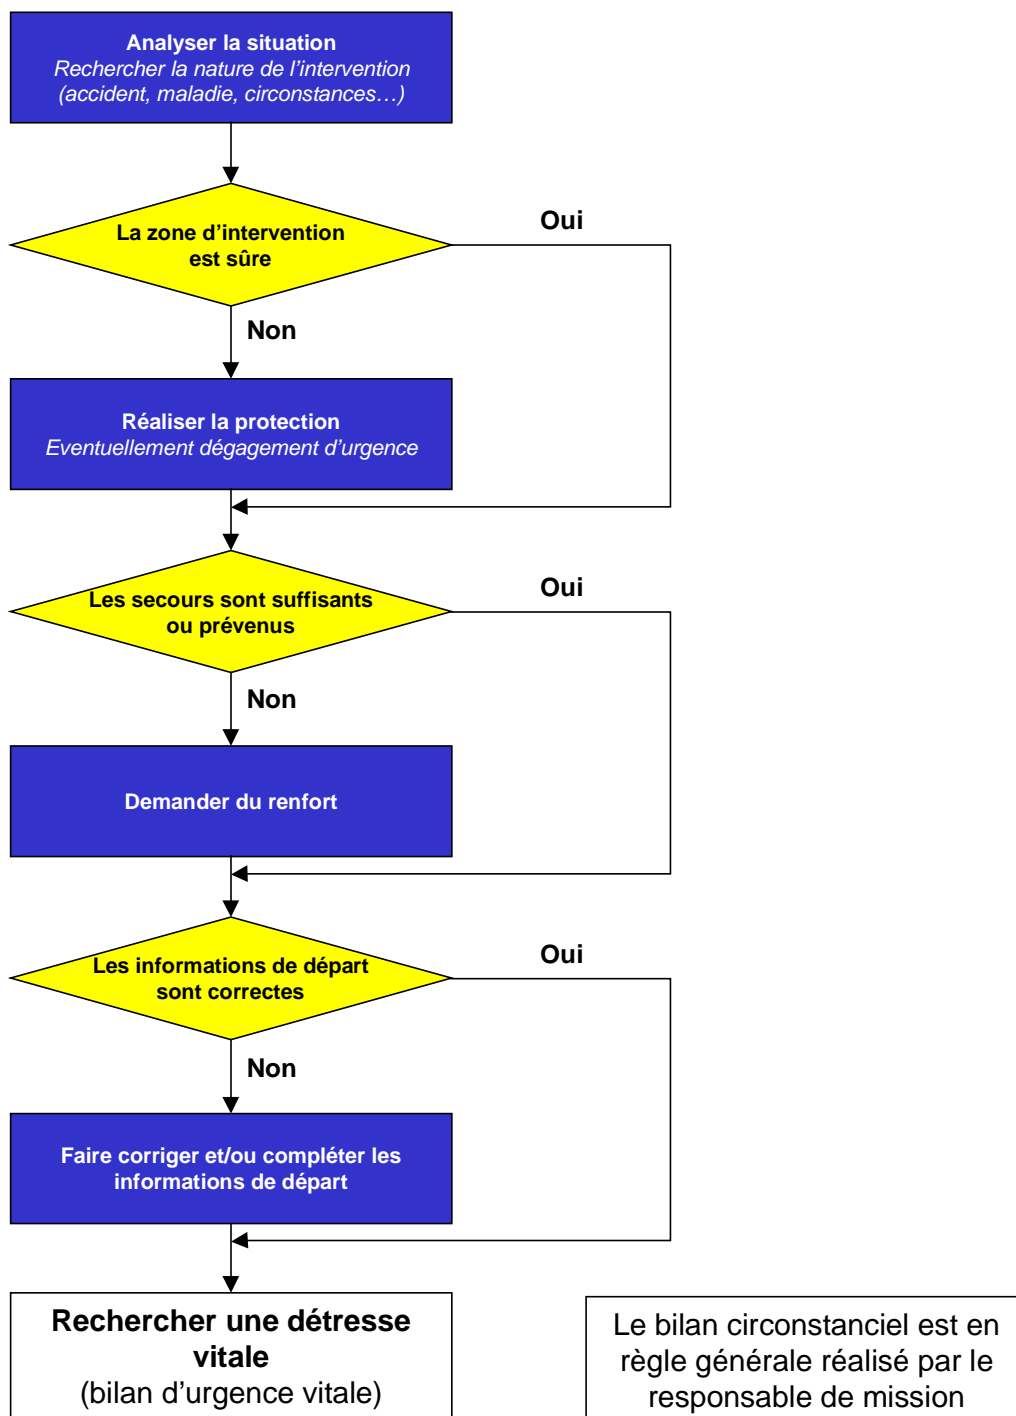 Analyser la situation
Rechercher la nature de l’intervention
(accident, maladie, circonstances…)
Oui
La zone d’intervention
est sûre
Non
Réaliser la protection
Eventuellement dégagement d’urgence
Oui
Les secours sont suffisants
ou prévenus
Non
Demander du renfort
Oui
Les informations de départ
sont correctes
Non
Faire corriger et/ou compléter les
informations de départ
Rechercher une détresse
vitale
(bilan d’urgence vitale)
Le bilan circonstanciel est en
règle générale réalisé par le
responsable de mission